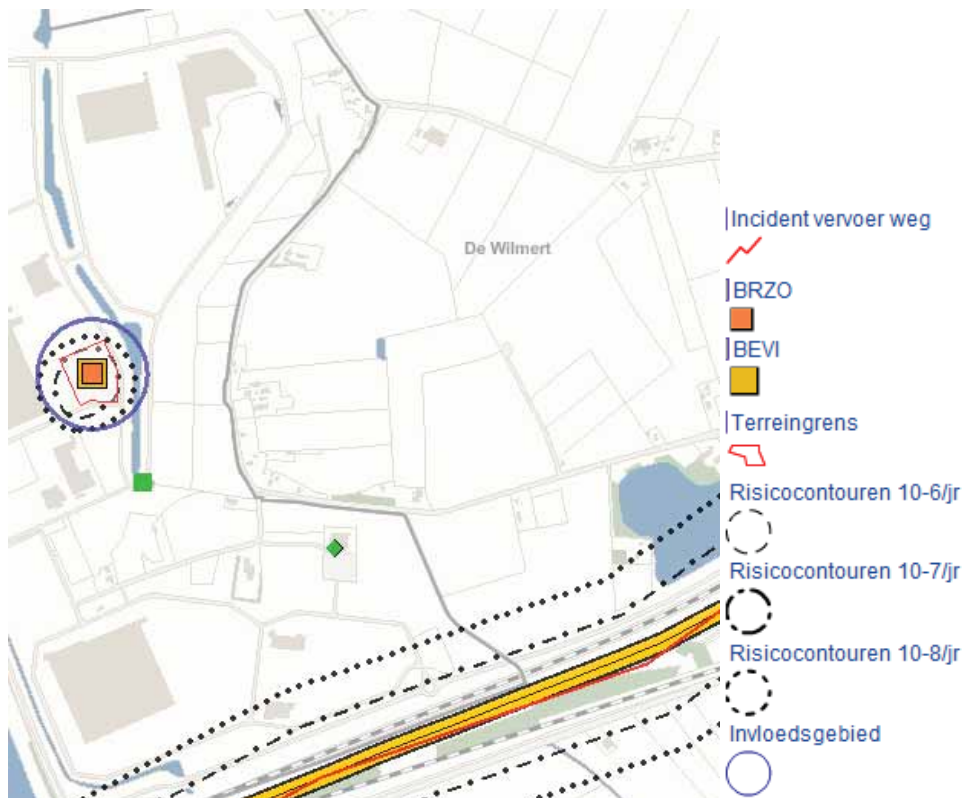 De Wilmert
Incident vervoer weg
BRZO
BEVI
Terreingrens
Risicocontouren 10-6/jr
Risicocontouren 10-7/jr
Risicocontouren 10-8/jr
Invloedsgebied